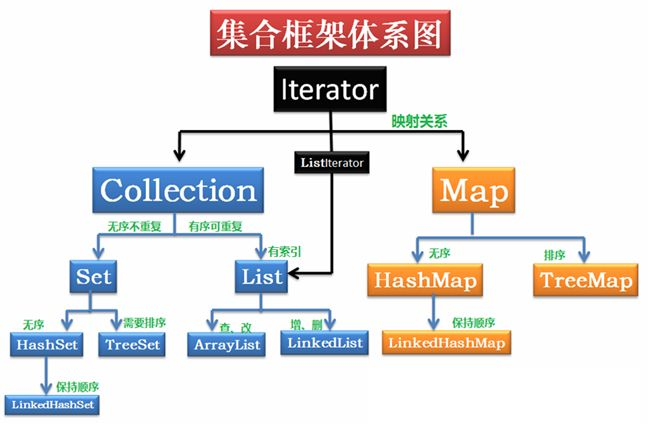 集合框架体系图
Iterator
映射关系
ListIterator
Collection
Map
无序不重复
有序可重复
有索引
无序
排序
Set
List
HashMap
TreeMap
无序
需要排序
查、改
增、删
保持顺序
HashSet
TreeSet
ArrayList
LinkedList
LinkedHashMap
保持顺序
LinkedHashSet